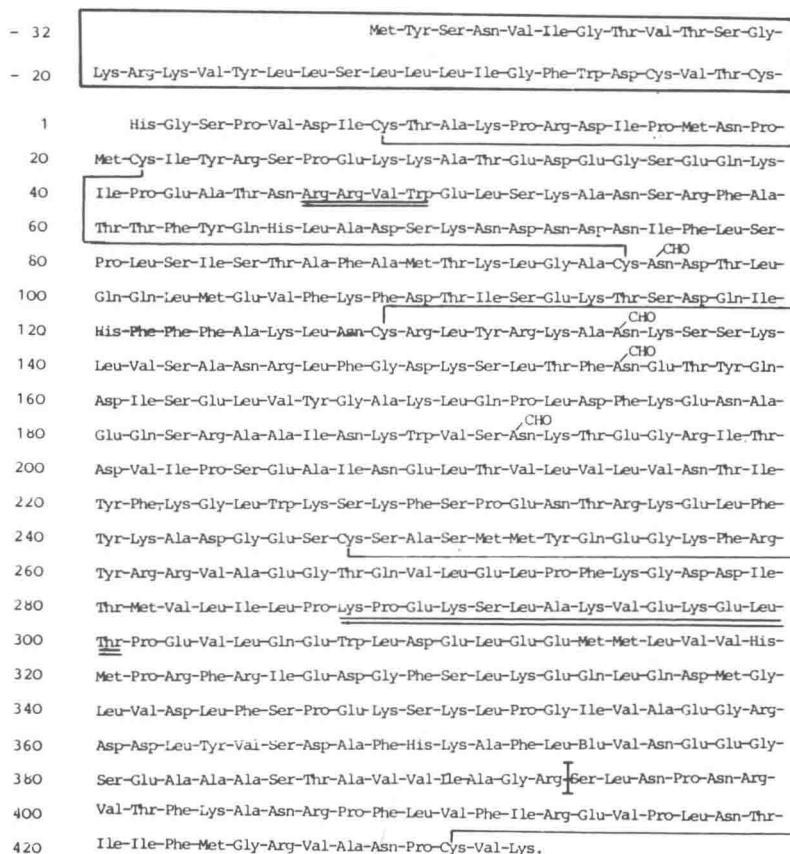 - 32 Met-Tyr-Ser-Asn-Val-Ile-Gly-Thr-Val-Thr-Ser-Gly-
- 20 Lys-Arg-Lys-Val-Tyr-Leu-Leu-Ser-Leu-Leu-Leu-Ile-Gly-Phe-Trp-Asp-Cys-Val-Thr-Cys-
1 His-Gly-Ser-Pro-Val-Asp-Ile-Cys-Thr-Ala-Lys-Pro-Arg-Asp-Ile-Pro-Met-Asn-Pro-
20 Met-Cys-Ile-Tyr-Arg-Ser-Pro-Glu-Lys-Lys-Ala-Thr-Glu-Asp-Glu-Gly-Ser-Glu-Gln-Lys-
40 Ile-Pro-Glu-Ala-Thr-Asn-Arg-Arg-Val-Trp-Glu-Leu-Ser-Lys-Ala-Asn-Ser-Arg-Phe-Ala-
60 Thr-Thr-Phe-Tyr-Gln-His-Leu-Ala-Asp-Ser-Lys-Asn-Asp-Asn-Asp-Asn-Ile-Phe-Leu-Ser-
CHO
80 Pro-Leu-Ser-Ile-Ser-Thr-Ala-Phe-Ala-Met-Thr-Lys-Leu-Gly-Ala-Cys-Asn-Asp-Thr-Leu-
100 Gln-Gln-Leu-Met-Glu-Val-Phe-Lys-Phe-Asp-Thr-Ile-Ser-Glu-Lys-Thr-Ser-Asp-Gln-Ile-
CHO
120 His-Phe-Phe-Phe-Ala-Lys-Leu-Asn-Cys-Arg-Leu-Tyr-Arg-Lys-Ala-Asn-Lys-Ser-Ser-Lys-
CHO
140 Leu-Val-Ser-Ala-Asn-Arg-Leu-Phe-Gly-Asp-Lys-Ser-Leu-Thr-Phe-Asn-Glu-Thr-Tyr-Gln-
160 Asp-Ile-Ser-Glu-Leu-Val-Tyr-Gly-Ala-Lys-Leu-Gln-Pro-Leu-Asp-Phe-Lys-Glu-Asn-Ala-
CHO
180 Glu-Gln-Ser-Arg-Ala-Ala-Ile-Asn-Lys-Trp-Val-Ser-Asn-Lys-Thr-Glu-Gly-Arg-Ile-Thr-
200 Asp-Val-Ile-Pro-Ser-Glu-Ala-Ile-Asn-Glu-Leu-Thr-Val-Leu-Val-Leu-Val-Asn-Thr-Ile-
220 Tyr-Phe-Lys-Gly-Leu-Trp-Lys-Ser-Lys-Phe-Ser-Pro-Glu-Asn-Thr-Arg-Lys-Glu-Leu-Phe-
240 Tyr-Lys-Ala-Asp-Gly-Glu-Ser-Cys-Ser-Ala-Ser-Met-Met-Tyr-Gln-Glu-Gly-Lys-Phe-Arg-
260 Tyr-Arg-Arg-Val-Ala-Glu-Gly-Thr-Gln-Val-Leu-Glu-Leu-Pro-Phe-Lys-Gly-Asp-Asp-Ile-
280 Thr-Met-Val-Leu-Ile-Leu-Pro-Lys-Pro-Glu-Lys-Ser-Leu-Ala-Lys-Val-Glu-Lys-Glu-Leu-
300 Thr-Pro-Glu-Val-Leu-Gln-Glu-Trp-Leu-Asp-Glu-Leu-Glu-Glu-Met-Met-Leu-Val-Val-His-
320 Met-Pro-Arg-Phe-Arg-Ile-Glu-Asp-Gly-Phe-Ser-Leu-Lys-Glu-Gln-Leu-Gln-Asp-Met-Gly-
340 Leu-Val-Asp-Leu-Phe-Ser-Pro-Glu-Lys-Ser-Lys-Leu-Pro-Gly-Ile-Val-Ala-Glu-Gly-Arg-
360 Asp-Asp-Leu-Tyr-Val-Ser-Asp-Ala-Phe-His-Lys-Ala-Phe-Leu-Blu-Val-Asn-Glu-Glu-Gly-
380 Ser-Glu-Ala-Ala-Ala-Ser-Thr-Ala-Val-Val-Ile-Ala-Gly-Arg-Ser-Leu-Asn-Pro-Asn-Arg-
400 Val-Thr-Phe-Lys-Ala-Asn-Arg-Pro-Phe-Leu-Val-Phe-Ile-Arg-Glu-Val-Pro-Leu-Asn-Thr-
420 Ile-Ile-Phe-Met-Gly-Arg-Val-Ala-Asn-Pro-Cys-Val-Lys.